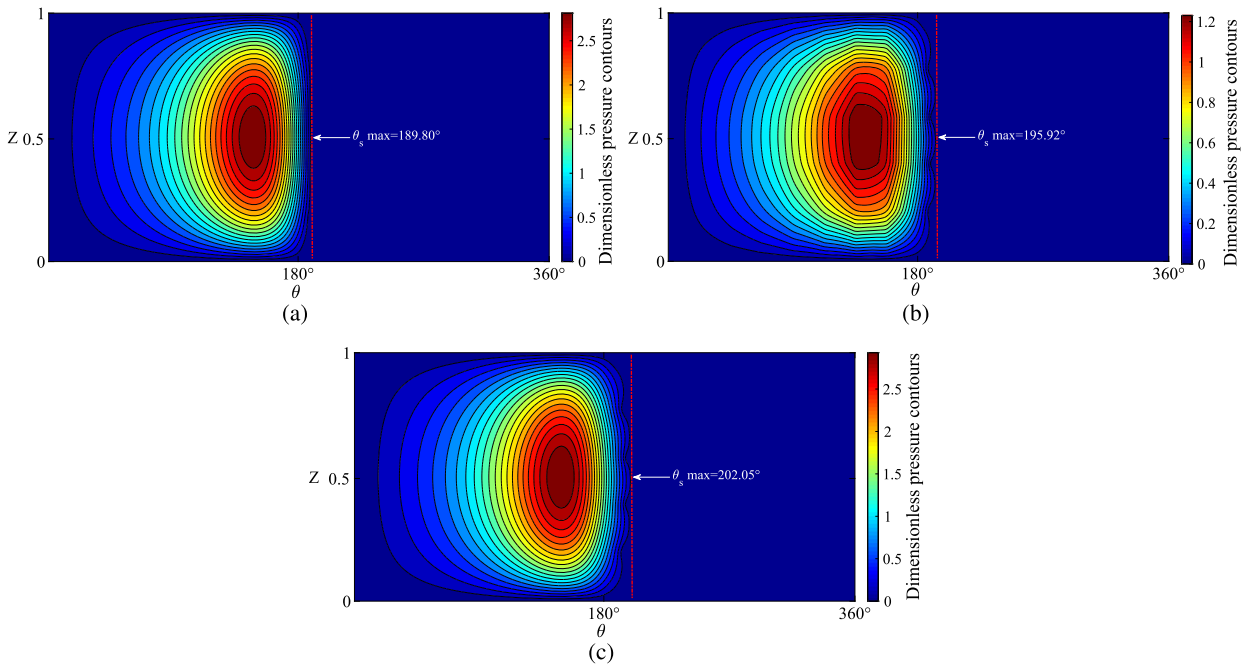 1
Z 0.5
0
180°
360°
θ
θs max=189.80°
2.5
2
1.5
1
0.5
0
Dimensionless pressure contours
(a)
1
Z 0.5
0
180°
360°
θ
θs max=195.92°
1.2
1
0.8
0.6
0.4
0.2
0
Dimensionless pressure contours
(b)
1
Z 0.5
0
180°
360°
θ
θs max=202.05°
2.5
2
1.5
1
0.5
0
Dimensionless pressure contours
(c)